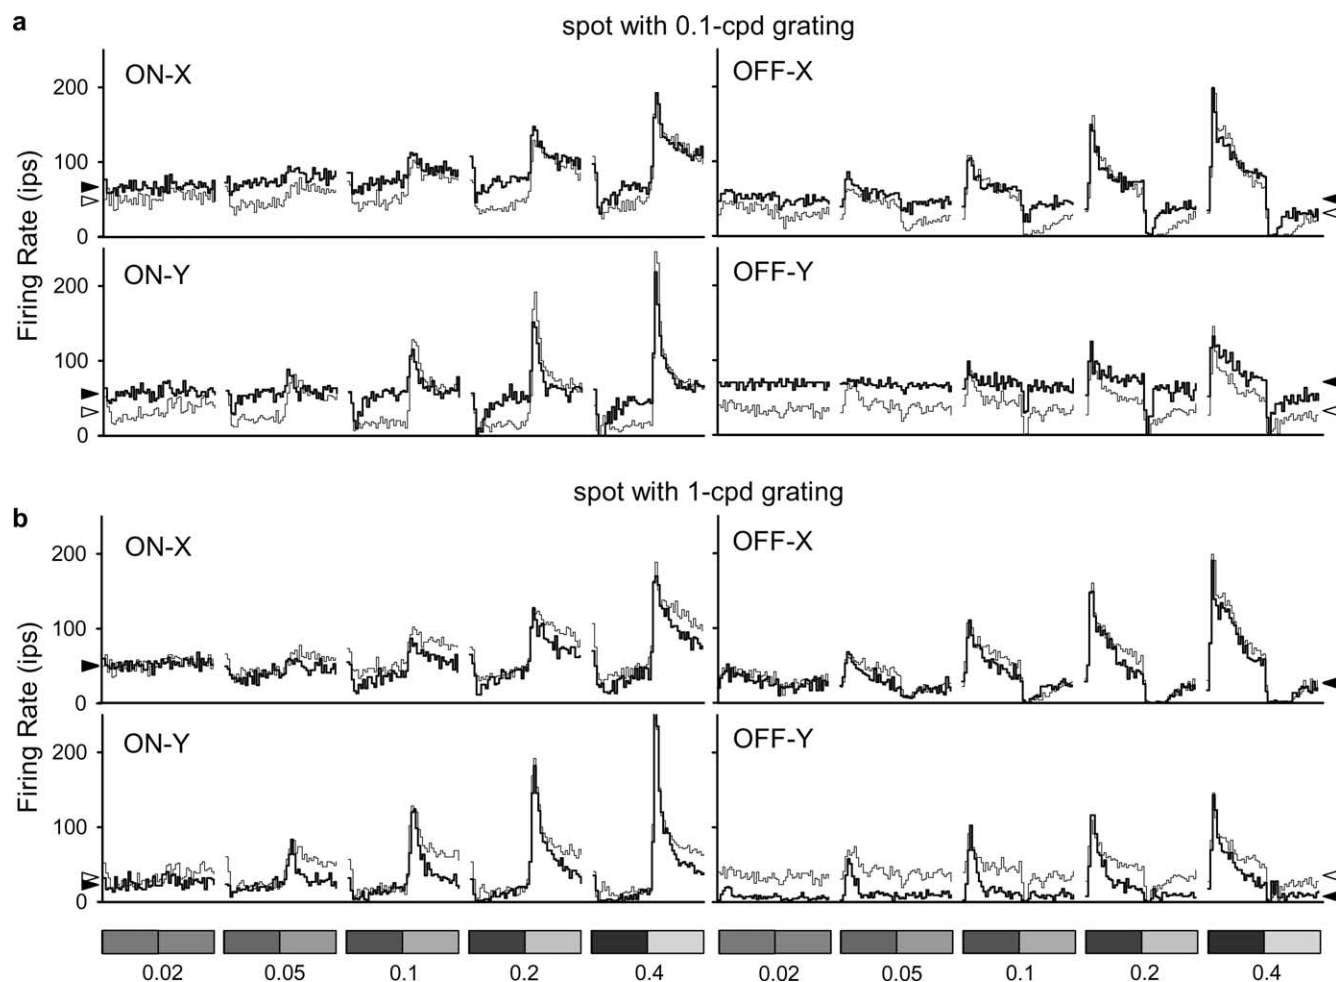 a
spot with 0.1-cpd grating
ON-X
OFF-X
200
100
0
Firing Rate (ips)
ON-Y
OFF-Y
200
100
0
spot with 1-cpd grating
b
ON-X
OFF-X
200
100
0
Firing Rate (ips)
ON-Y
OFF-Y
200
100
0
0.02 0.05 0.1 0.2 0.4 0.02 0.05 0.1 0.2 0.4